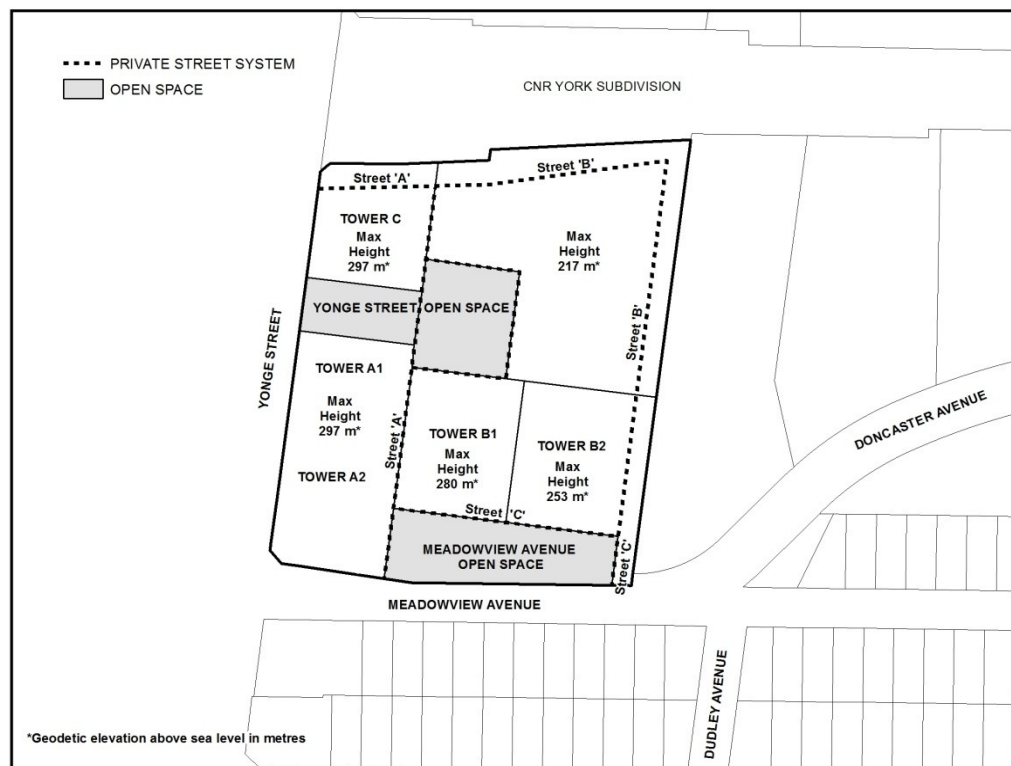 PRIVATE STREET SYSTEM
OPEN SPACE
CNR YORK SUBDIVISION
Street 'A'
Street 'B'
TOWER C
Max
Height
297 m*
Max
Height
217 m*
YONGE STREET OPEN SPACE
Street 'B'
YONGE STREET
TOWER A1
Max
Height
297 m*
TOWER A2
Street 'A'
TOWER B1
Max
Height
280 m*
TOWER B2
Max
Height
253 m*
DONCASTER AVENUE
Street 'C'
MEADOWVIEW AVENUE
OPEN SPACE
Street 'C'
MEADOWVIEW AVENUE
DUDLEY AVENUE
*Geodetic elevation above sea level in metres